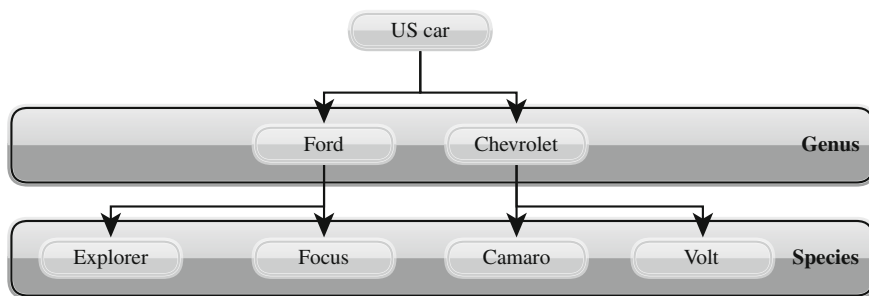 US car
Ford
Chevrolet
Genus
Explorer
Focus
Camaro
Volt
Species